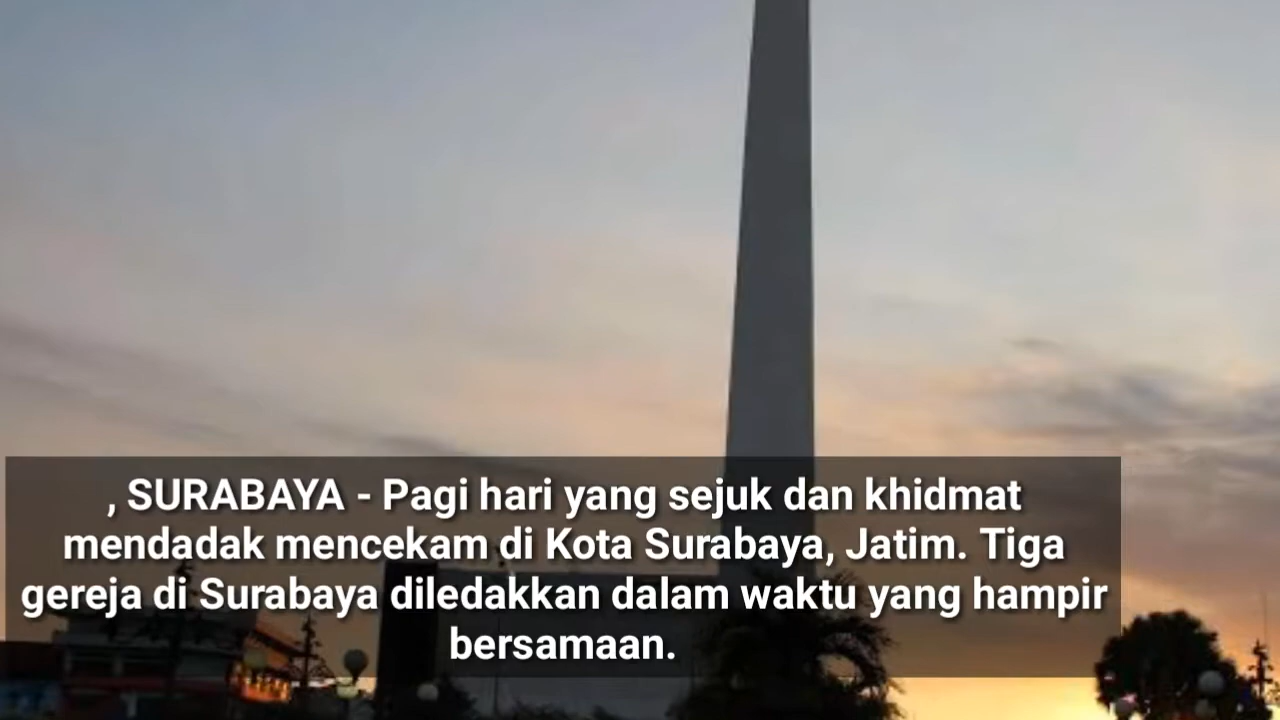 , SURABAYA - Pagi hari yang sejuk dan khidmat
mendadak mencekam di Kota Surabaya, Jatim. Tiga
gereja di Surabaya diledakkan dalam waktu yang hampir
bersamaan.